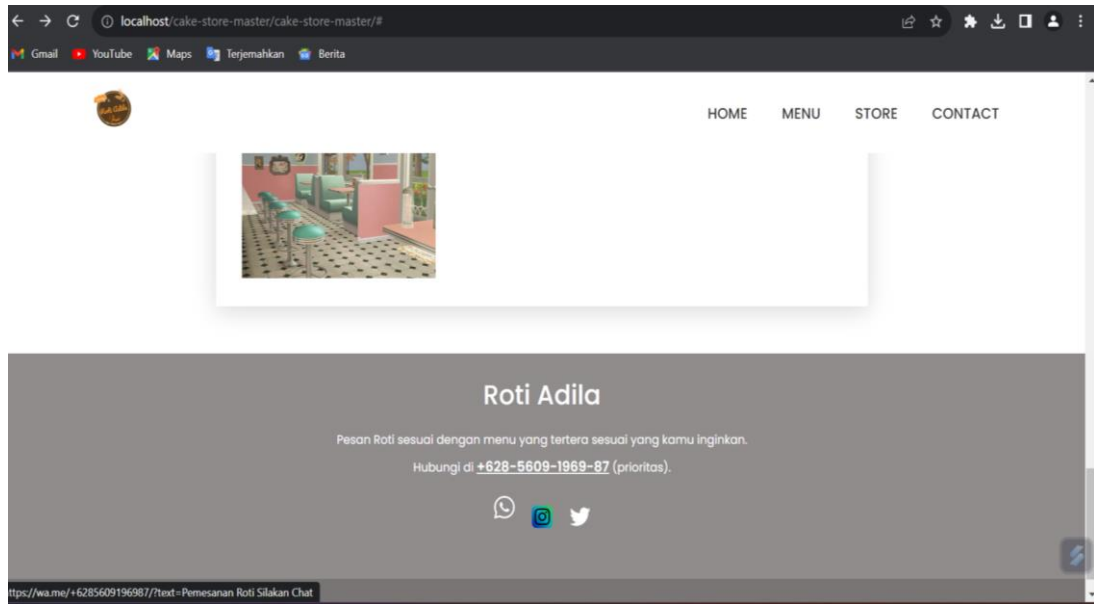 localhost/cake-store-master/cake-store-master/#
Gmail YouTube Maps Terjemahkan Berita
HOME MENU STORE CONTACT
Roti Adila
Pesan Roti sesuai dengan menu yang tertera sesuai yang kamu inginkan.
Hubungi di +628-5609-1969-87 (prioritas).
ttps://wa.me/+6285609196987/?text=Pemesanan Roti Silakan Chat